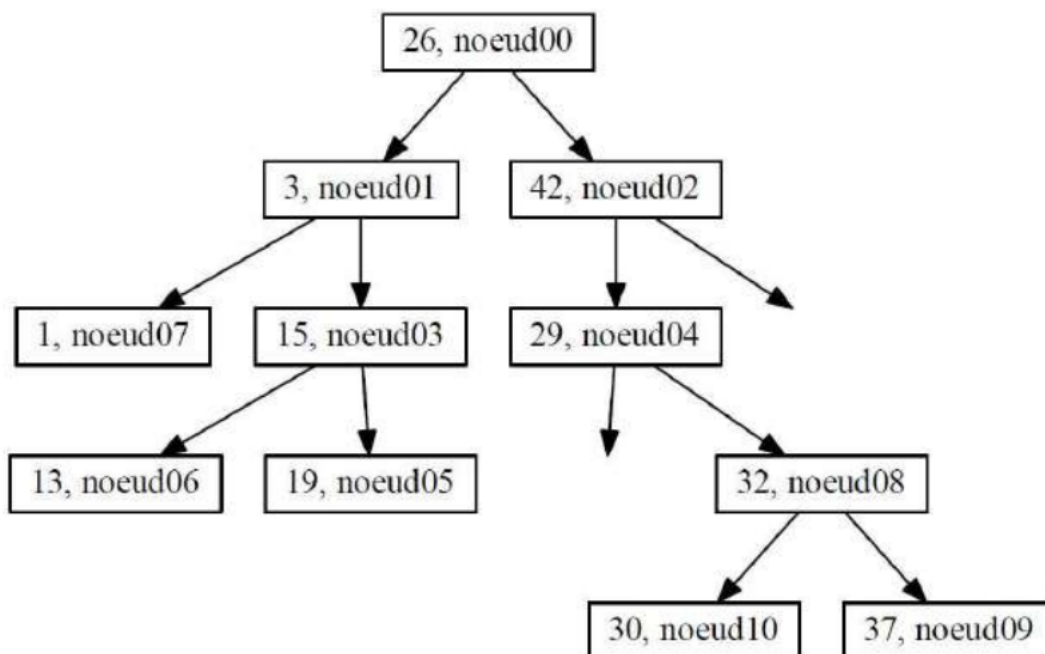 26, noeud00
3, noeud01
42, noeud02
1, noeud07
15, noeud03
29, noeud04
13, noeud06
19, noeud05
32, noeud08
30, noeud10
37, noeud09